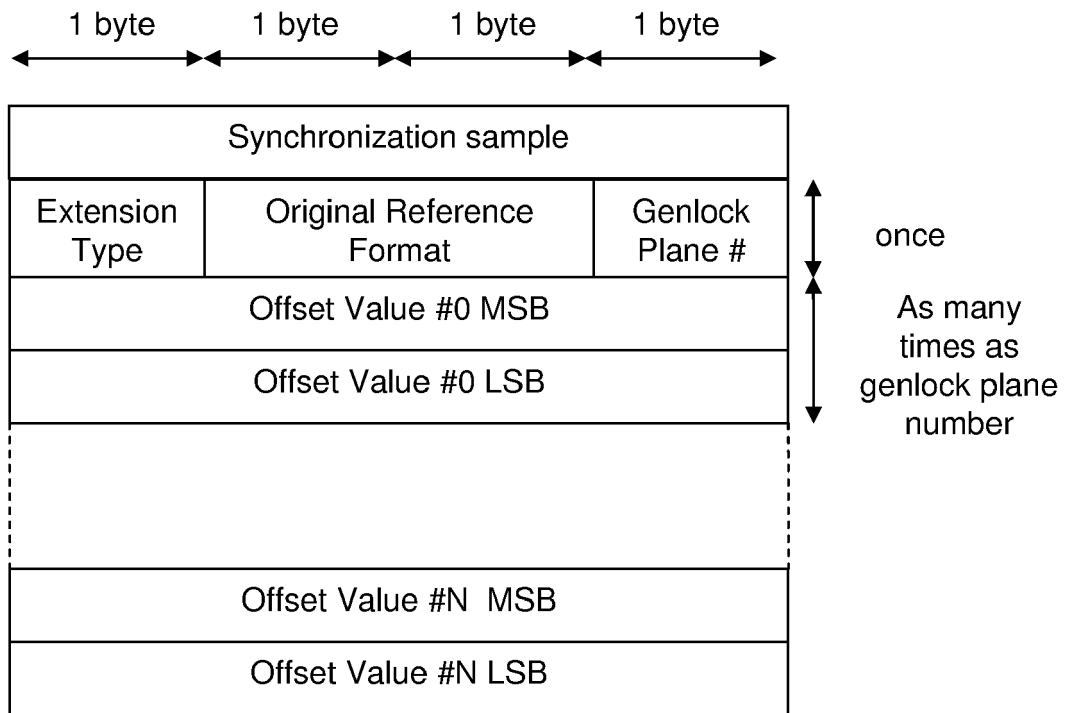 1 byte 1 byte 1 byte 1 byte
Synchronization sample
Extension Type
Original Reference Format
Genlock Plane #
once
Offset Value #0 MSB
Offset Value #0 LSB
As many
times as
genlock plane
number
Offset Value #N MSB
Offset Value #N LSB